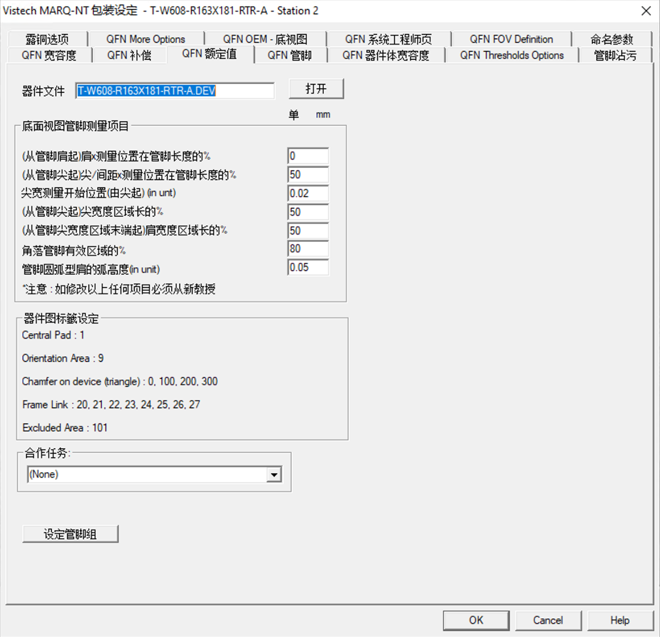 Vistech MARQ-NT 包装设定 - T-W608-R163X181-RTR-A - Station 2
露铜选项 QFN More Options QFN OEM - 底视图 QFN 系统工程师页 QFN FOV Definition 命名参数
QFN 宽容度 QFN 补偿 QFN 额定值 QFN 管脚 QFN 器件体宽容度 QFN Thresholds Options 管脚沾污
器件文件 T-W608-R163X181-RTR-A.DEV 打开
单 mm
底面视图管脚测量项目
(从管脚肩起)肩x测量位置在管脚长度的% 0
(从管脚尖起)尖/间距x测量位置在管脚长度的% 50
尖宽测量开始位置(由尖起) (in unt) 0.02
(从管脚尖起)尖宽度区域长的% 50
(从管脚尖宽度区域末端起)肩宽度区域长的% 50
角落管脚有效区域的% 80
管脚圆弧型肩的弧高度(in unit) 0.05
*注意 : 如修改以上任何项目必须从新教授
器件图标籤设定
Central Pad : 1
Orientation Area : 9
Chamfer on device (triangle) : 0, 100, 200, 300
Frame Link : 20, 21, 22, 23, 24, 25, 26, 27
Excluded Area : 101
合作任务:
(None)
设定管脚组
OK Cancel Help